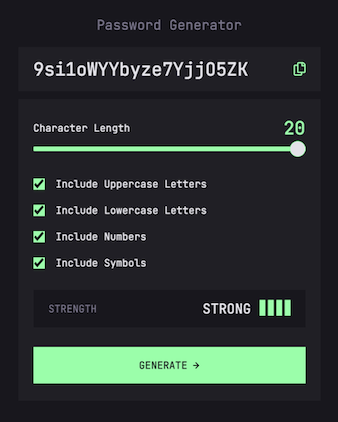 Password Generator
9si1oWYYbyze7YjjO5ZK
Character Length
20
Include Uppercase Letters
Include Lowercase Letters
Include Numbers
Include Symbols
STRENGTH
STRONG
GENERATE →